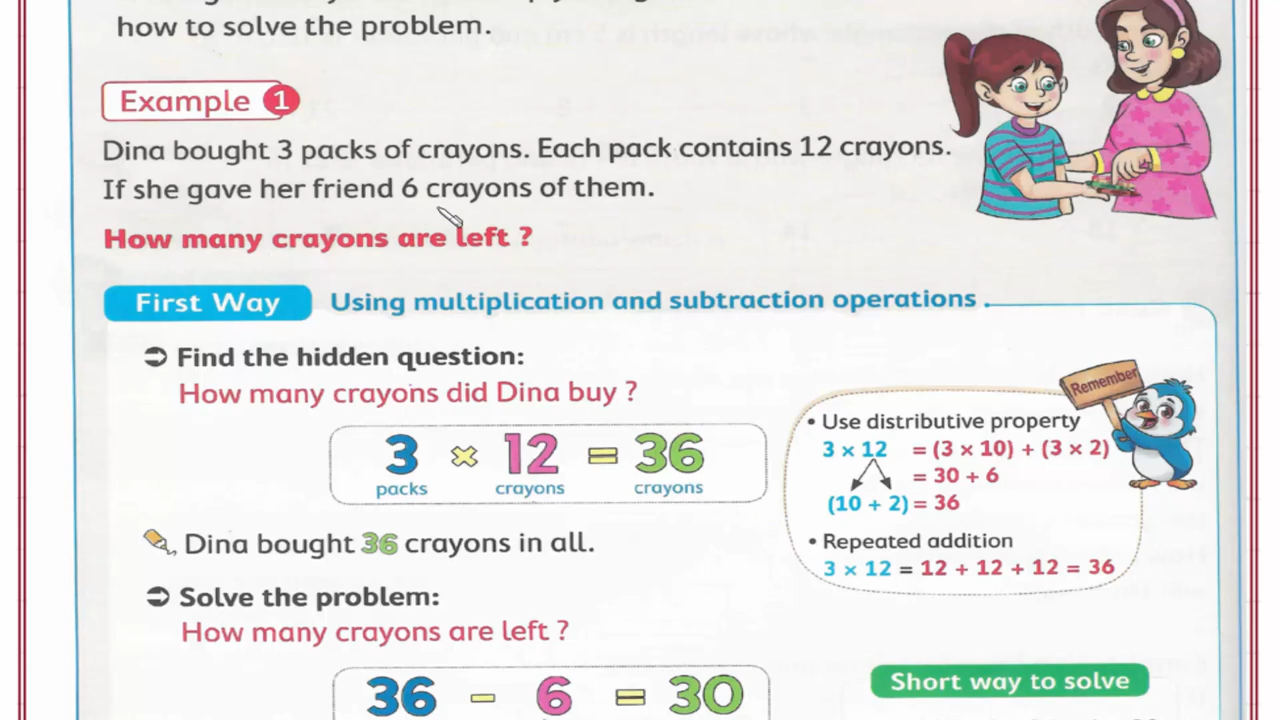 how to solve the problem.
Example 1
Dina bought 3 packs of crayons. Each pack contains 12 crayons.
If she gave her friend 6 crayons of them.
How many crayons are left ?
First Way Using multiplication and subtraction operations .
Find the hidden question:
How many crayons did Dina buy ?
3 × 12 = 36
packs crayons crayons
Dina bought 36 crayons in all.
Solve the problem:
How many crayons are left ?
36 - 6 = 30
Remember
• Use distributive property
3 × 12 = (3 × 10) + (3 × 2)
= 30 + 6
(10 + 2) = 36
• Repeated addition
3 × 12 = 12 + 12 + 12 = 36
Short way to solve